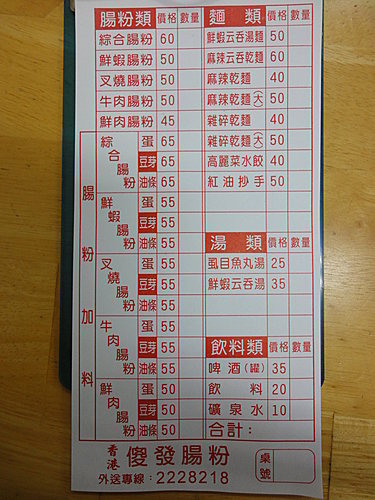 腸粉類 價格 數量
綜合腸粉 60
鮮蝦腸粉 50
叉燒腸粉 50
牛肉腸粉 50
鮮肉腸粉 45
腸粉加料
綜合腸粉
蛋 65
豆芽 65
油條 65
鮮蝦腸粉
蛋 55
豆芽 55
油條 55
叉燒腸粉
蛋 55
豆芽 55
油條 55
牛肉腸粉
蛋 55
豆芽 55
油條 55
鮮肉腸粉
蛋 50
豆芽 50
油條 50
麵類 價格 數量
鮮蝦云吞湯麵 50
麻辣云吞乾麵 60
麻辣乾麵 40
麻辣乾麵(大) 50
雜碎乾麵 40
雜碎乾麵(大) 50
高麗菜水餃 40
紅油抄手 50
湯類 價格 數量
虱目魚丸湯 25
鮮蝦云吞湯 35
飲料類 價格 數量
啤酒(罐) 35
飲料 20
礦泉水 10
合計:
香港 傻發腸粉
外送專線:2228218
桌號